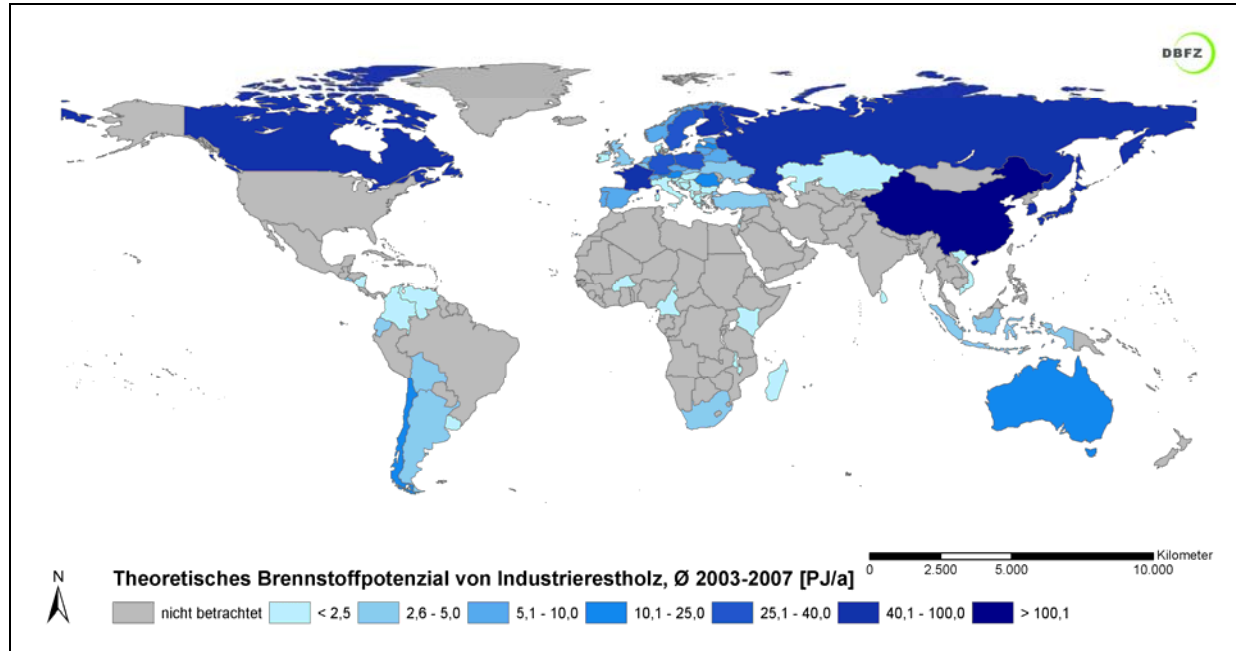 DBFZ
Kilometer
0 2.500 5.000 10.000
N
Theoretisches Brennstoffpotenzial von Industrierestholz, Ø 2003-2007 [PJ/a]
nicht betrachtet < 2,5 2,6 - 5,0 5,1 - 10,0 10,1 - 25,0 25,1 - 40,0 40,1 - 100,0 > 100,1